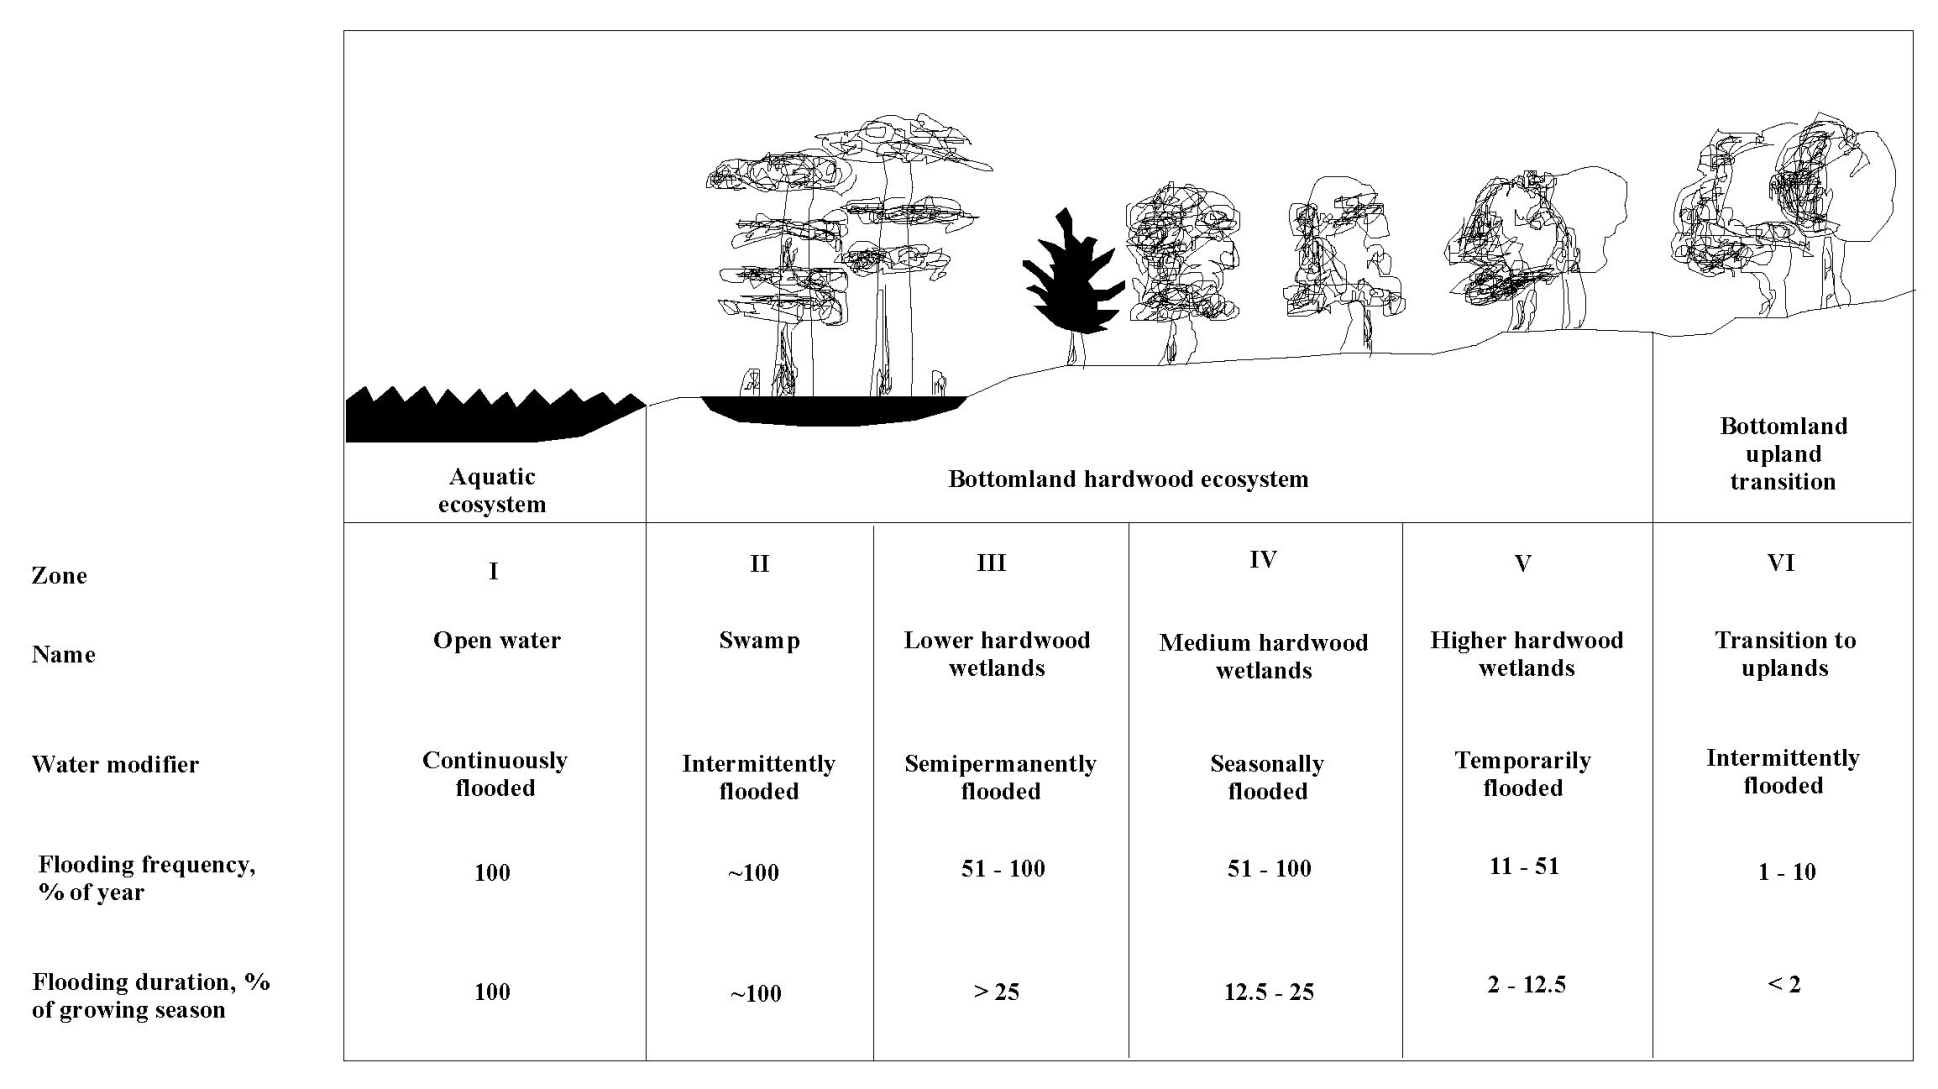 Aquatic
ecosystem
Bottomland hardwood ecosystem
Bottomland
upland
transition
Zone
I
II
III
IV
V
VI
Name
Open water
Swamp
Lower hardwood
wetlands
Medium hardwood
wetlands
Higher hardwood
wetlands
Transition to
uplands
Water modifier
Continuously
flooded
Intermittently
flooded
Semipermanently
flooded
Seasonally
flooded
Temporarily
flooded
Intermittently
flooded
Flooding frequency,
% of year
100
~100
51 - 100
51 - 100
11 - 51
1 - 10
Flooding duration, %
of growing season
100
~100
> 25
12.5 - 25
2 - 12.5
< 2